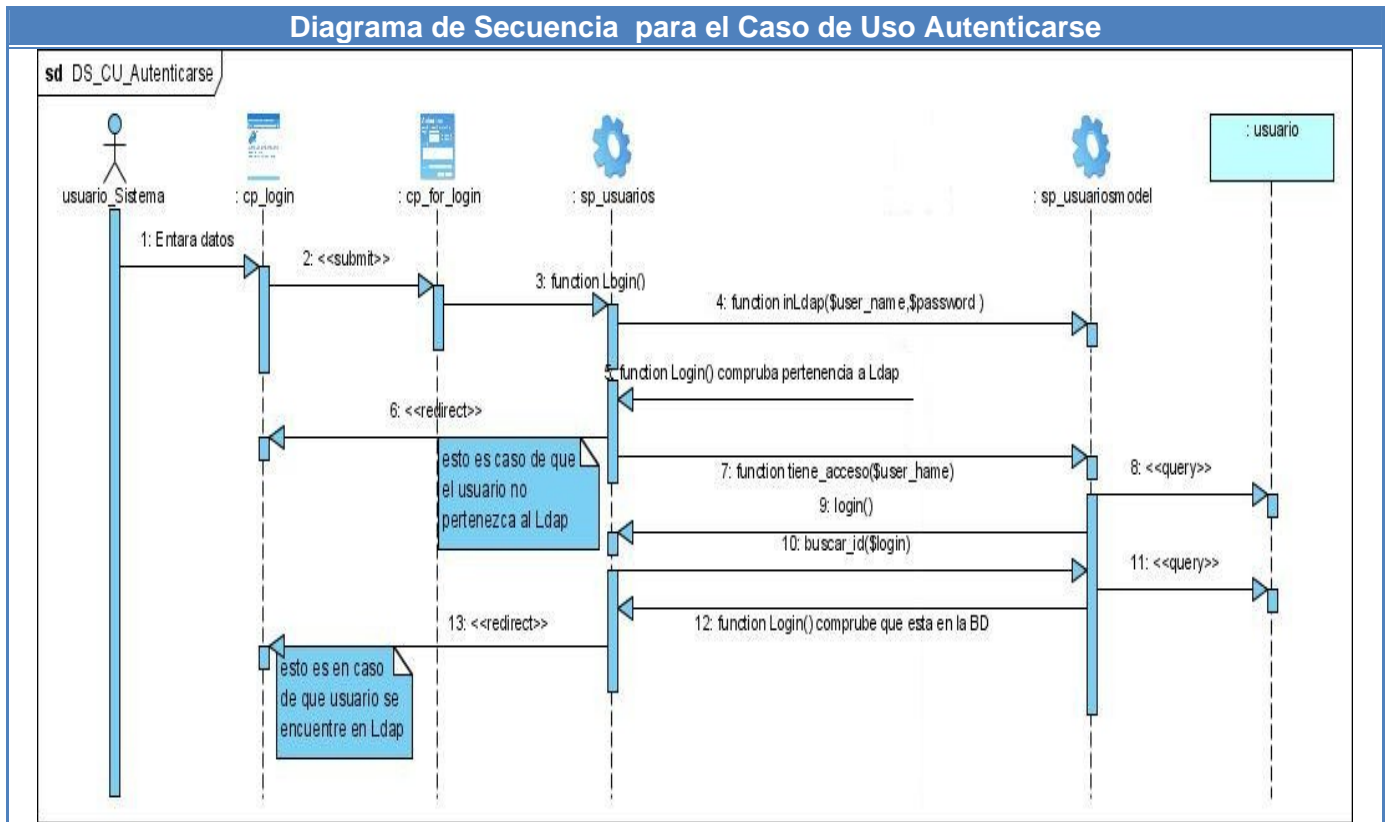 Diagrama de Secuencia para el Caso de Uso Autenticarse
sd DS_CU_Autenticarse
usuario_Sistema
: cp_login
: cp_for_login
: sp_usuarios
: sp_usuariosmodel
: usuario
1: Entara datos
2: <<submit>>
3: function Login()
4: function inLdap($user_name,$password )
5: function Login() compruba pertenencia a Ldap
6: <<redirect>>
esto es caso de que
el usuario no
pertenezca al Ldap
7: function tiene_acceso($user_hame)
8: <<query>>
9: login()
10: buscar_id($login)
11: <<query>>
12: function Login() comprube que esta en la BD
13: <<redirect>>
esto es en caso
de que usuario se
encuentre en Ldap